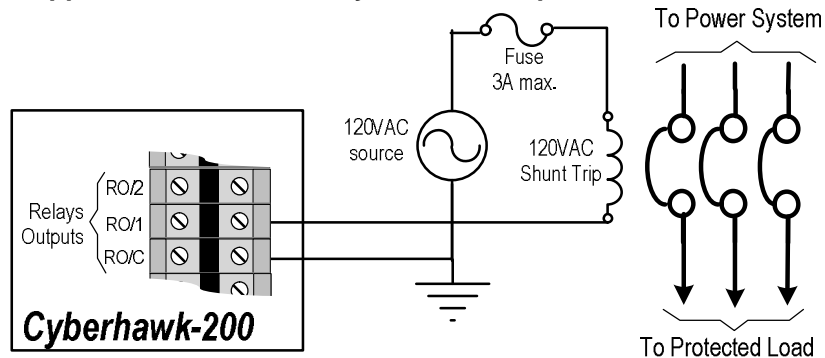 To Power System
Fuse
3A max.
120VAC
source
120VAC
Shunt Trip
RO/2
Relays
Outputs
RO/1
RO/C
Cyberhawk-200
To Protected Load